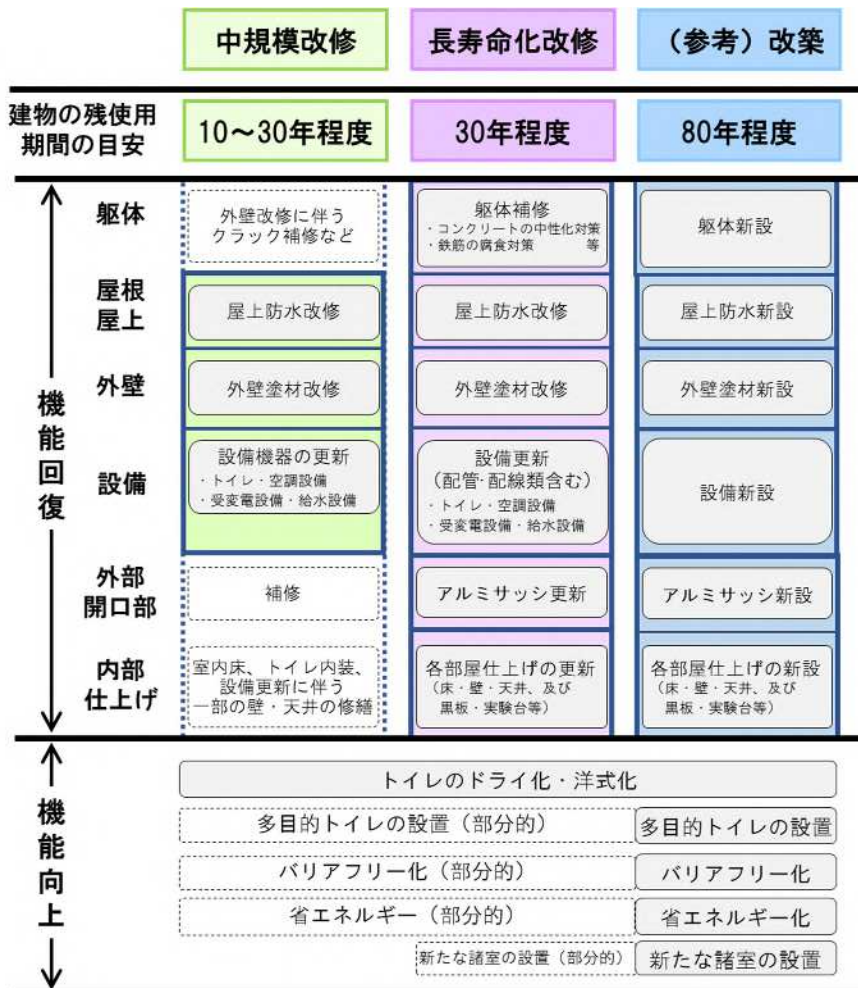 中規模改修
長寿命化改修
（参考）改築
建物の残使用
期間の目安
10～30年程度
30年程度
80年程度
機能回復
躯体
外壁改修に伴う
クラック補修など
躯体補修
・コンクリートの中性化対策
・鉄筋の腐食対策　等
躯体新設
屋根
屋上
屋上防水改修
屋上防水改修
屋上防水新設
外壁
外壁塗材改修
外壁塗材改修
外壁塗材新設
設備
設備機器の更新
・トイレ・空調設備
・受変電設備・給水設備
設備更新
（配管・配線類含む）
・トイレ・空調設備
・受変電設備・給水設備
設備新設
外部
開口部
補修
アルミサッシ更新
アルミサッシ新設
内部
仕上げ
室内床、トイレ内装、
設備更新に伴う
一部の壁・天井の修繕
各部屋仕上げの更新
（床・壁・天井、及び
黒板・実験台等）
各部屋仕上げの新設
（床・壁・天井、及び
黒板・実験台等）
機能向上
トイレのドライ化・洋式化
多目的トイレの設置（部分的）
多目的トイレの設置
バリアフリー化（部分的）
バリアフリー化
省エネルギー（部分的）
省エネルギー化
新たな諸室の設置（部分的）
新たな諸室の設置